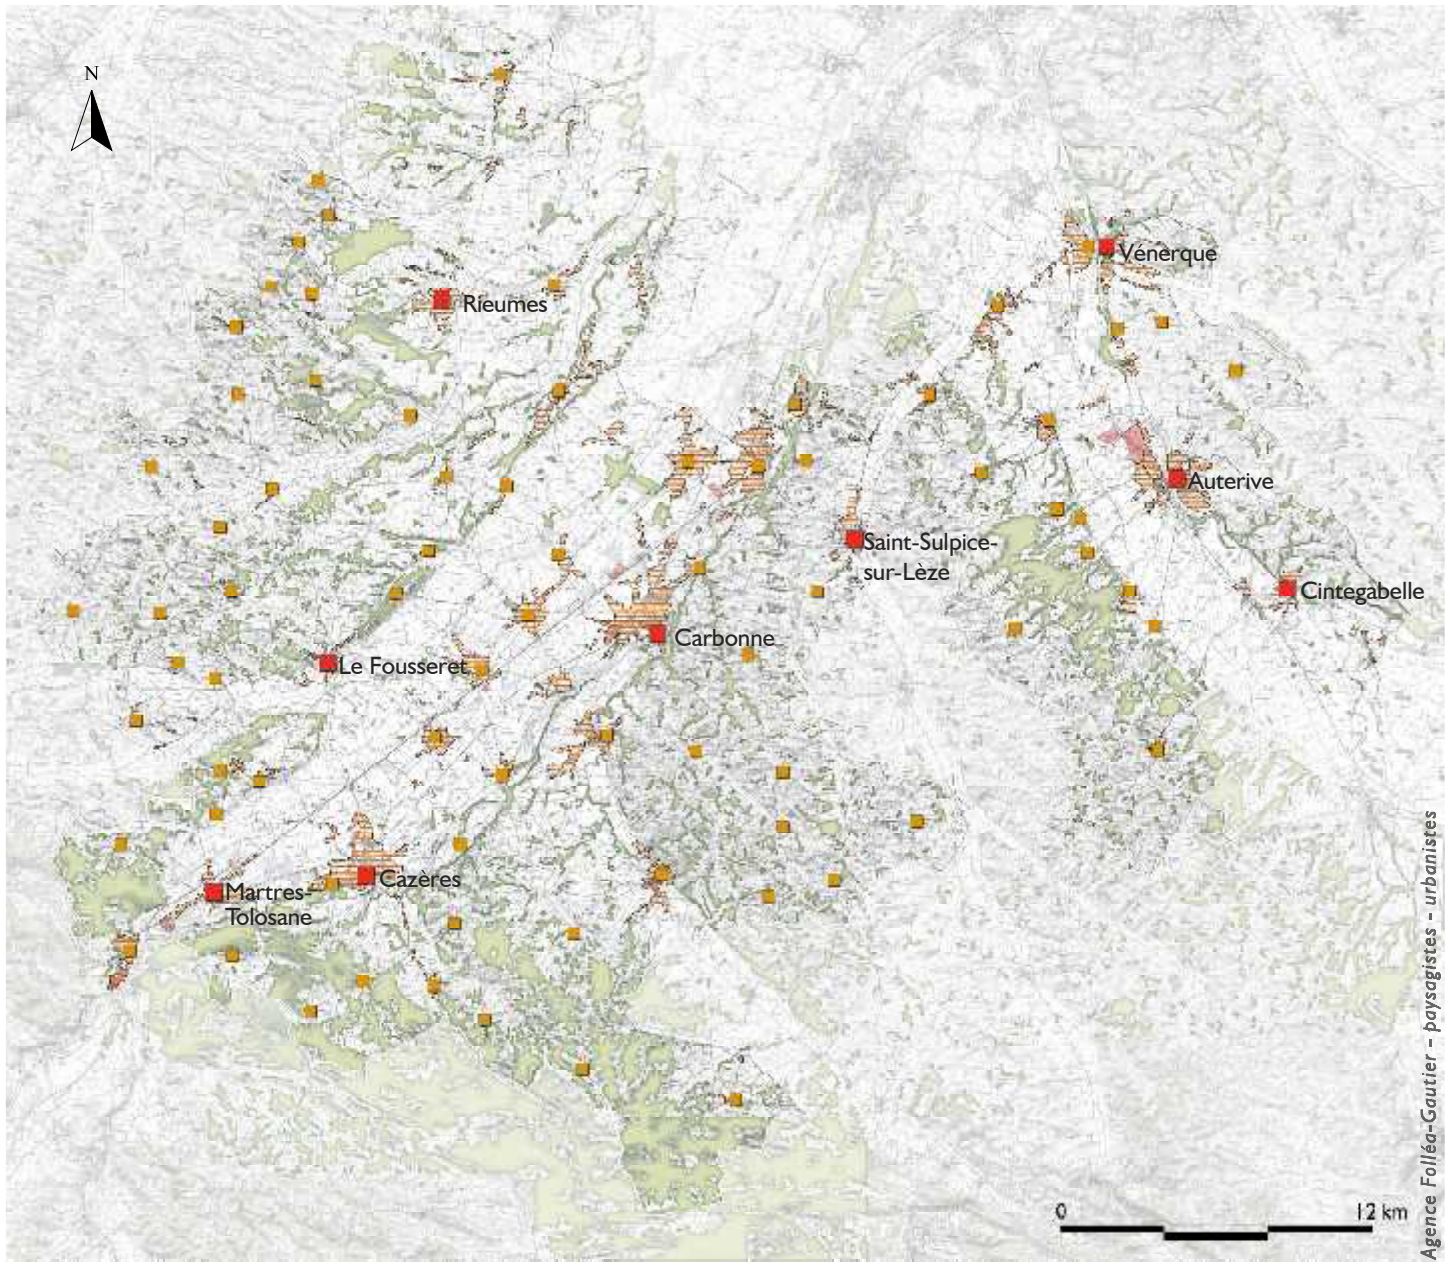 N
Vénerque
Rieumes
Auterive
Saint-Sulpice-
sur-Lèze
Cintegabelle
Carbonne
Le Fousseret
Cazères
Martres-
Tolosane
0 12 km
Agence Folléa-Gautier - paysagistes - urbanistes